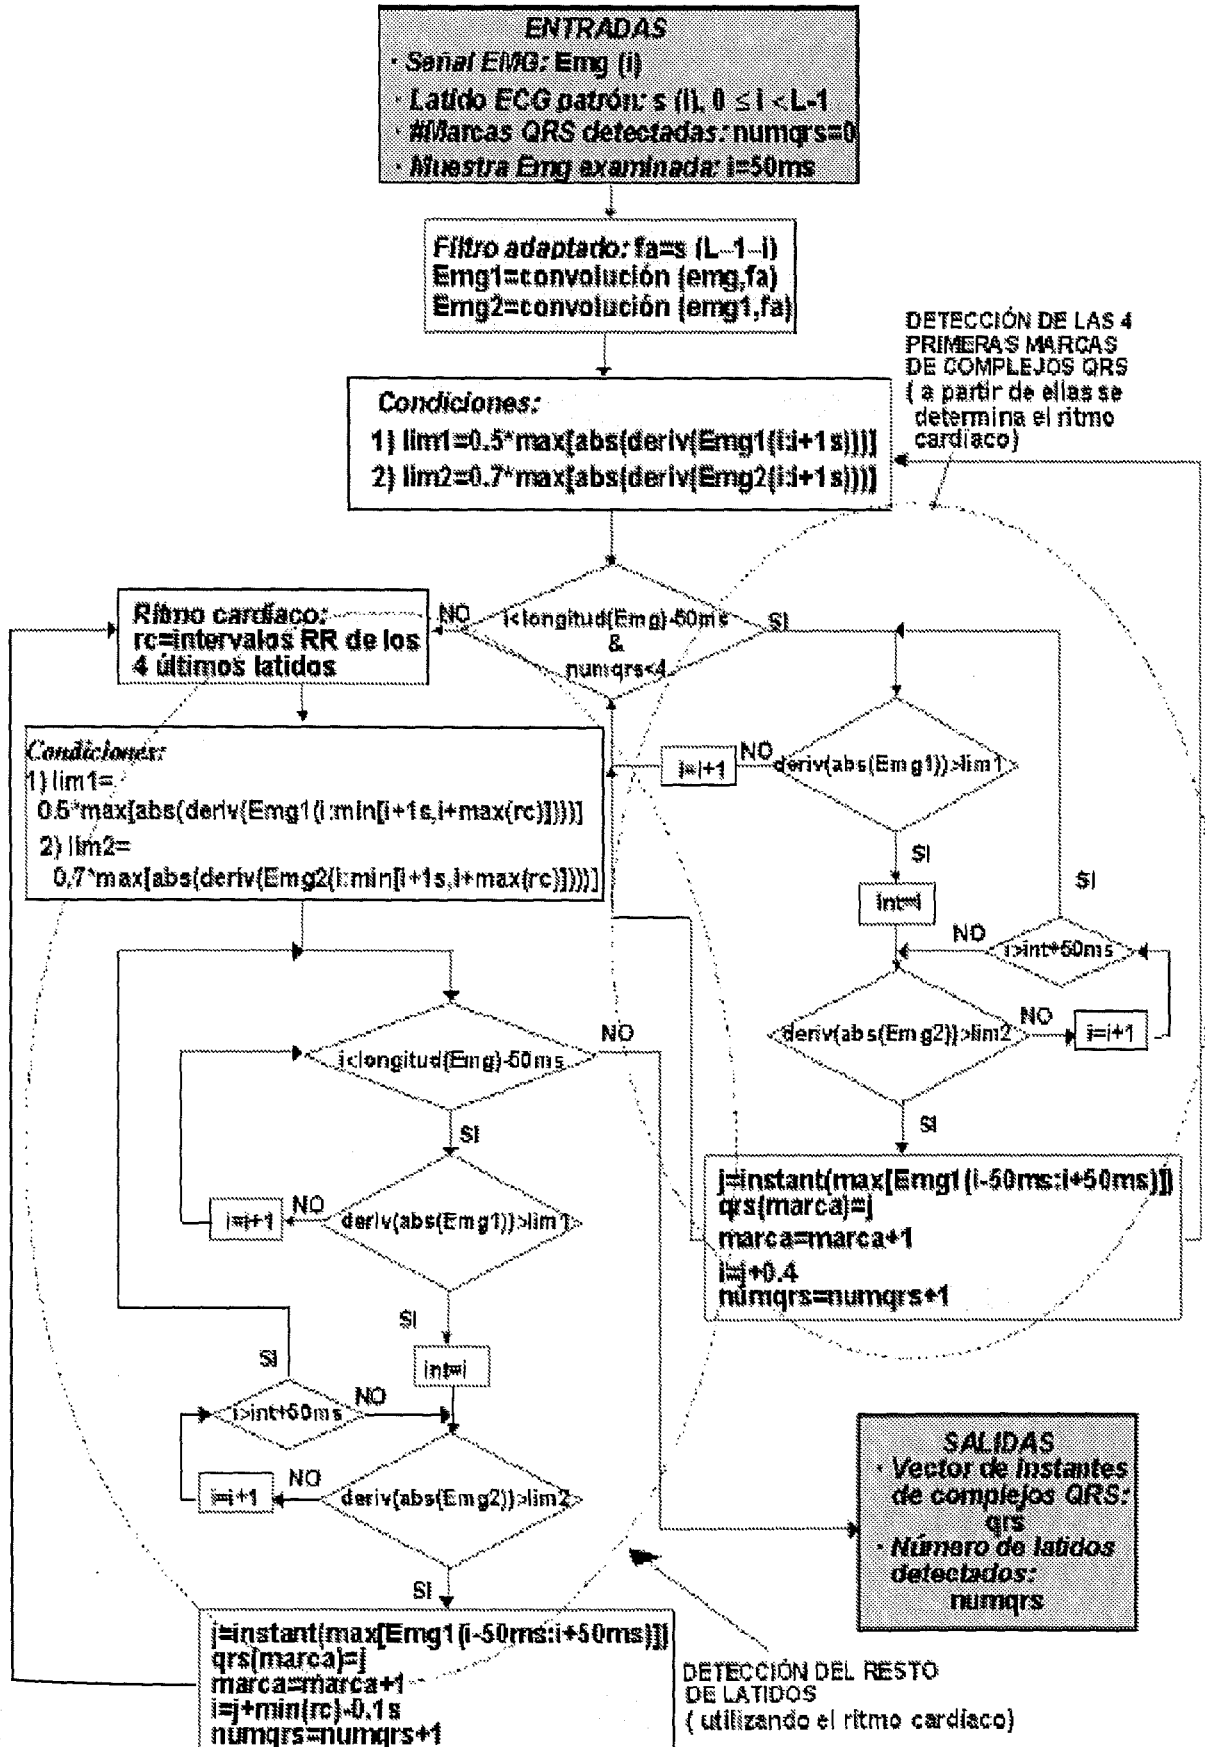 ENTRADAS
· Señal EMG: Emg (i)
· Latido ECG patrón: s (i), 0 ≤ i < L-1
· #Marcas QRS detectadas: numqrs=0
· Muestra Emg examinada: i=50ms
Filtro adaptado: fa=s (L-1-i)
Emg1=convolución (emg,fa)
Emg2=convolución (emg1,fa)
DETECCIÓN DE LAS 4
PRIMERAS MARCAS
DE COMPLEJOS QRS
( a partir de ellas se
determina el ritmo
cardíaco)
Condiciones:
1) lim1=0.5*max[abs(deriv(Emg1(i:i+1s)))]
2) lim2=0.7*max[abs(deriv(Emg2(i:i+1s)))]
i<longitud(Emg)-50ms
&
numqrs<4
NO
SI
Ritmo cardíaco:
rc=intervalos RR de los
4 últimos latidos
Condiciones:
1) lim1=
0.5*max[abs(deriv(Emg1(i:min[i+1s,i+max(rc)])))]
2) lim2=
0,7*max[abs(deriv(Emg2(i:min[i+1s,i+max(rc)])))]
i=i+1
NO
deriv(abs(Emg1))>lim1
SI
int=i
SI
NO
i>int+50ms
deriv(abs(Emg2))>lim2
NO
i=i+1
SI
j=instant(max[Emg1(i-50ms:i+50ms)])
qrs(marca)=j
marca=marca+1
i=j+0.4
númqrs=numqrs+1
i<longitud(Emg)-50ms
NO
SI
i=i+1
NO
deriv(abs(Emg1))>lim1
SI
int=i
SI
i>int+50ms
NO
i=i+1
NO
deriv(abs(Emg2))>lim2
SI
j=instant(max[Emg1(i-50ms:i+50ms)])
qrs(marca)=j
marca=marca+1
i=j+min(rc)-0.1s
numqrs=numqrs+1
SALIDAS
· Vector de instantes
de complejos QRS:
qrs
· Número de latidos
detectados:
numqrs
DETECCIÓN DEL RESTO
DE LATIDOS
( utilizando el ritmo cardíaco)